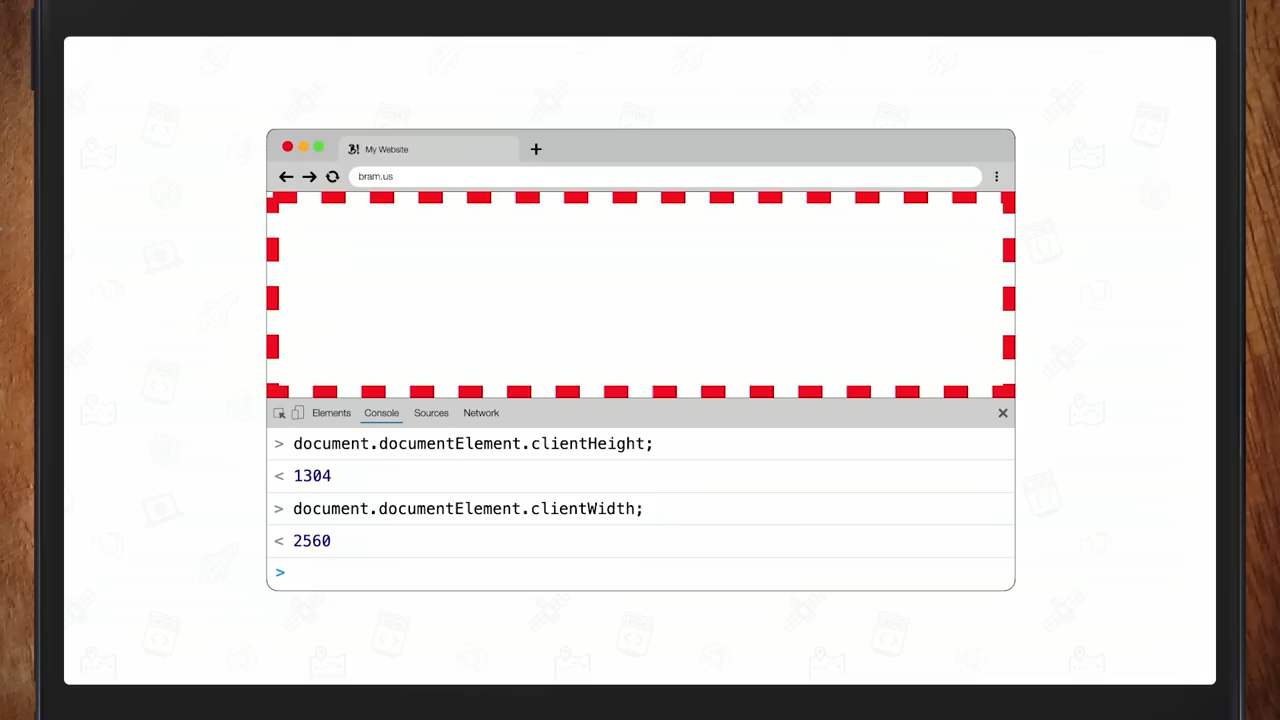 B! My Website
bram.us
Elements Console Sources Network
> document.documentElement.clientHeight;
< 1304
> document.documentElement.clientWidth;
< 2560
>